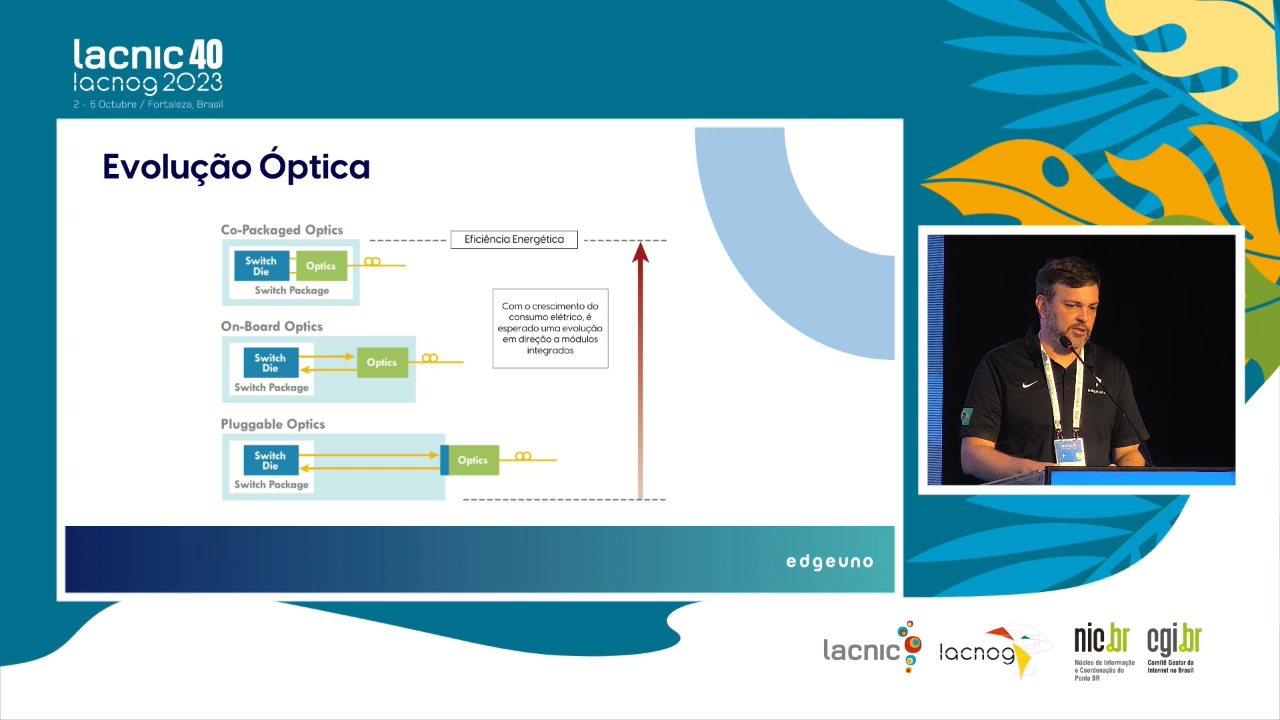 lacnic 40
lacnog 2023
2 - 6 Octubre / Fortaleza, Brasil
Evolução Óptica
Co-Packaged Optics
Switch
Die
Optics
Switch Package
Eficiência Energética
Com o crescimento do
consumo elétrico, é
esperado uma evolução
em direção a módulos
integrados
On-Board Optics
Switch
Die
Optics
Switch Package
Pluggable Optics
Switch
Die
Optics
Switch Package
edgeuno
edgeuno
lacnic
lacnog
nic.br
Núcleo de Informação
e Coordenação do
Ponto BR
cgi.br
Comitê Gestor da
Internet no Brasil